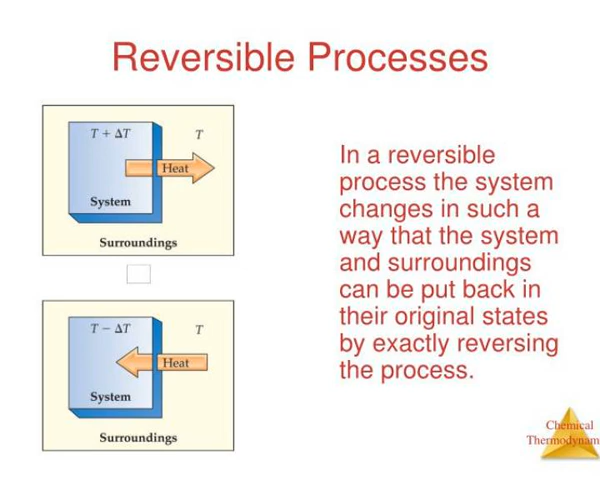 Reversible Processes
T + ΔT T
Heat
System
Surroundings
T − ΔT T
Heat
System
Surroundings
In a reversible
process the system
changes in such a
way that the system
and surroundings
can be put back in
their original states
by exactly reversing
the process.
Chemical
Thermodynam